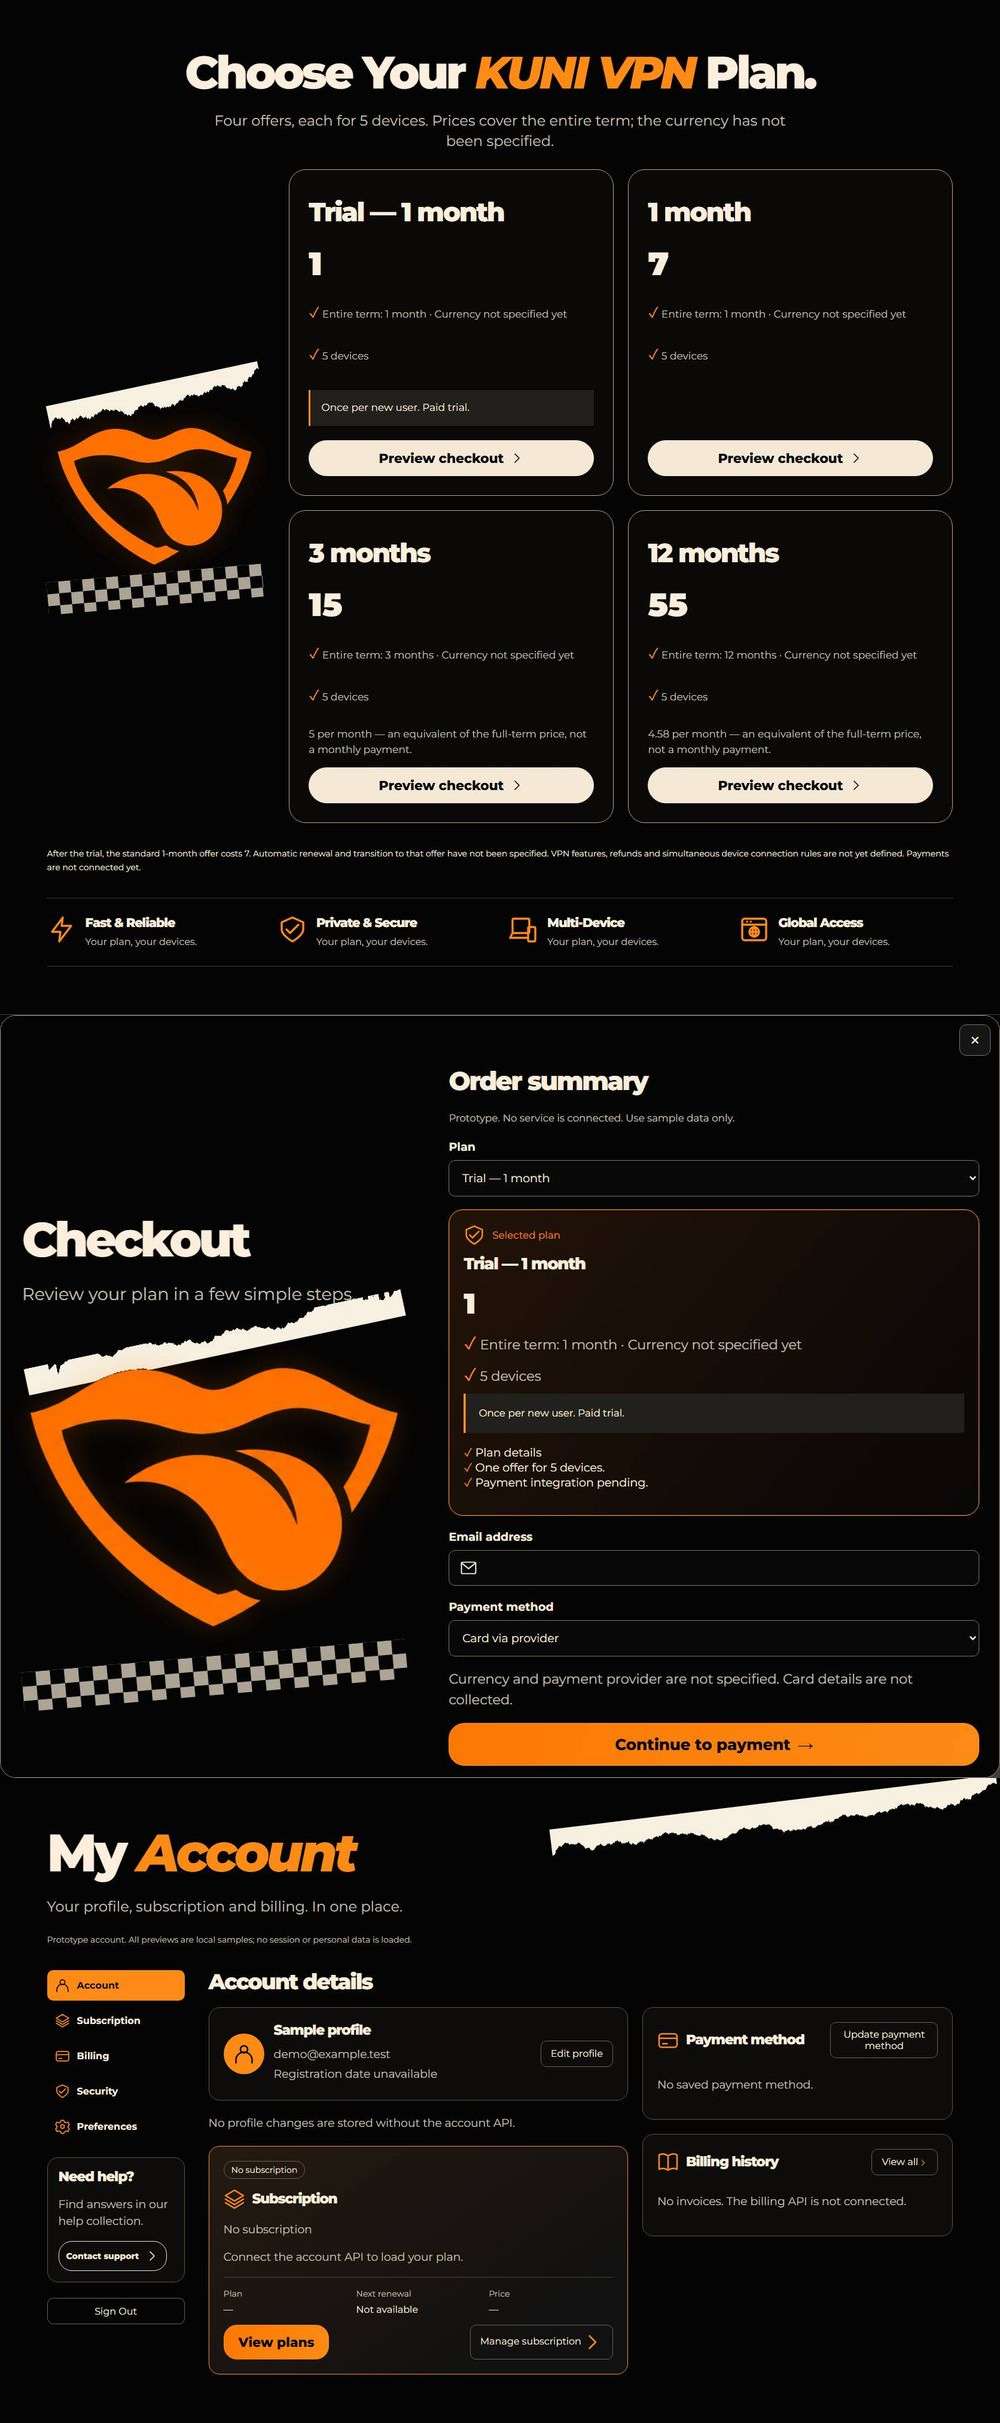 Choose Your KUNI VPN Plan.
Four offers, each for 5 devices. Prices cover the entire term; the currency has not
been specified.
Trial — 1 month
1
✓ Entire term: 1 month · Currency not specified yet
✓ 5 devices
Once per new user. Paid trial.
Preview checkout
1 month
7
✓ Entire term: 1 month · Currency not specified yet
✓ 5 devices
Preview checkout
3 months
15
✓ Entire term: 3 months · Currency not specified yet
✓ 5 devices
5 per month — an equivalent of the full-term price, not
a monthly payment.
Preview checkout
12 months
55
✓ Entire term: 12 months · Currency not specified yet
✓ 5 devices
4.58 per month — an equivalent of the full-term price,
not a monthly payment.
Preview checkout
After the trial, the standard 1-month offer costs 7. Automatic renewal and transition to that offer have not been specified. VPN features, refunds and simultaneous device connection rules are not yet defined. Payments
are not connected yet.
Fast & Reliable
Your plan, your devices.
Private & Secure
Your plan, your devices.
Multi-Device
Your plan, your devices.
Global Access
Your plan, your devices.
×
Checkout
Review your plan in a few simple steps.
Order summary
Prototype. No service is connected. Use sample data only.
Plan
Trial — 1 month
Selected plan
Trial — 1 month
1
✓ Entire term: 1 month · Currency not specified yet
✓ 5 devices
Once per new user. Paid trial.
✓ Plan details
✓ One offer for 5 devices.
✓ Payment integration pending.
Email address
Payment method
Card via provider
Currency and payment provider are not specified. Card details are not
collected.
Continue to payment →
My Account
Your profile, subscription and billing. In one place.
Prototype account. All previews are local samples; no session or personal data is loaded.
Account
Subscription
Billing
Security
Preferences
Need help?
Find answers in our
help collection.
Contact support
Sign Out
Account details
Sample profile
demo@example.test
Registration date unavailable
Edit profile
No profile changes are stored without the account API.
No subscription
Subscription
No subscription
Connect the account API to load your plan.
Plan
—
Next renewal
Not available
Price
—
View plans
Manage subscription
Payment method
Update payment
method
No saved payment method.
Billing history
View all
No invoices. The billing API is not connected.